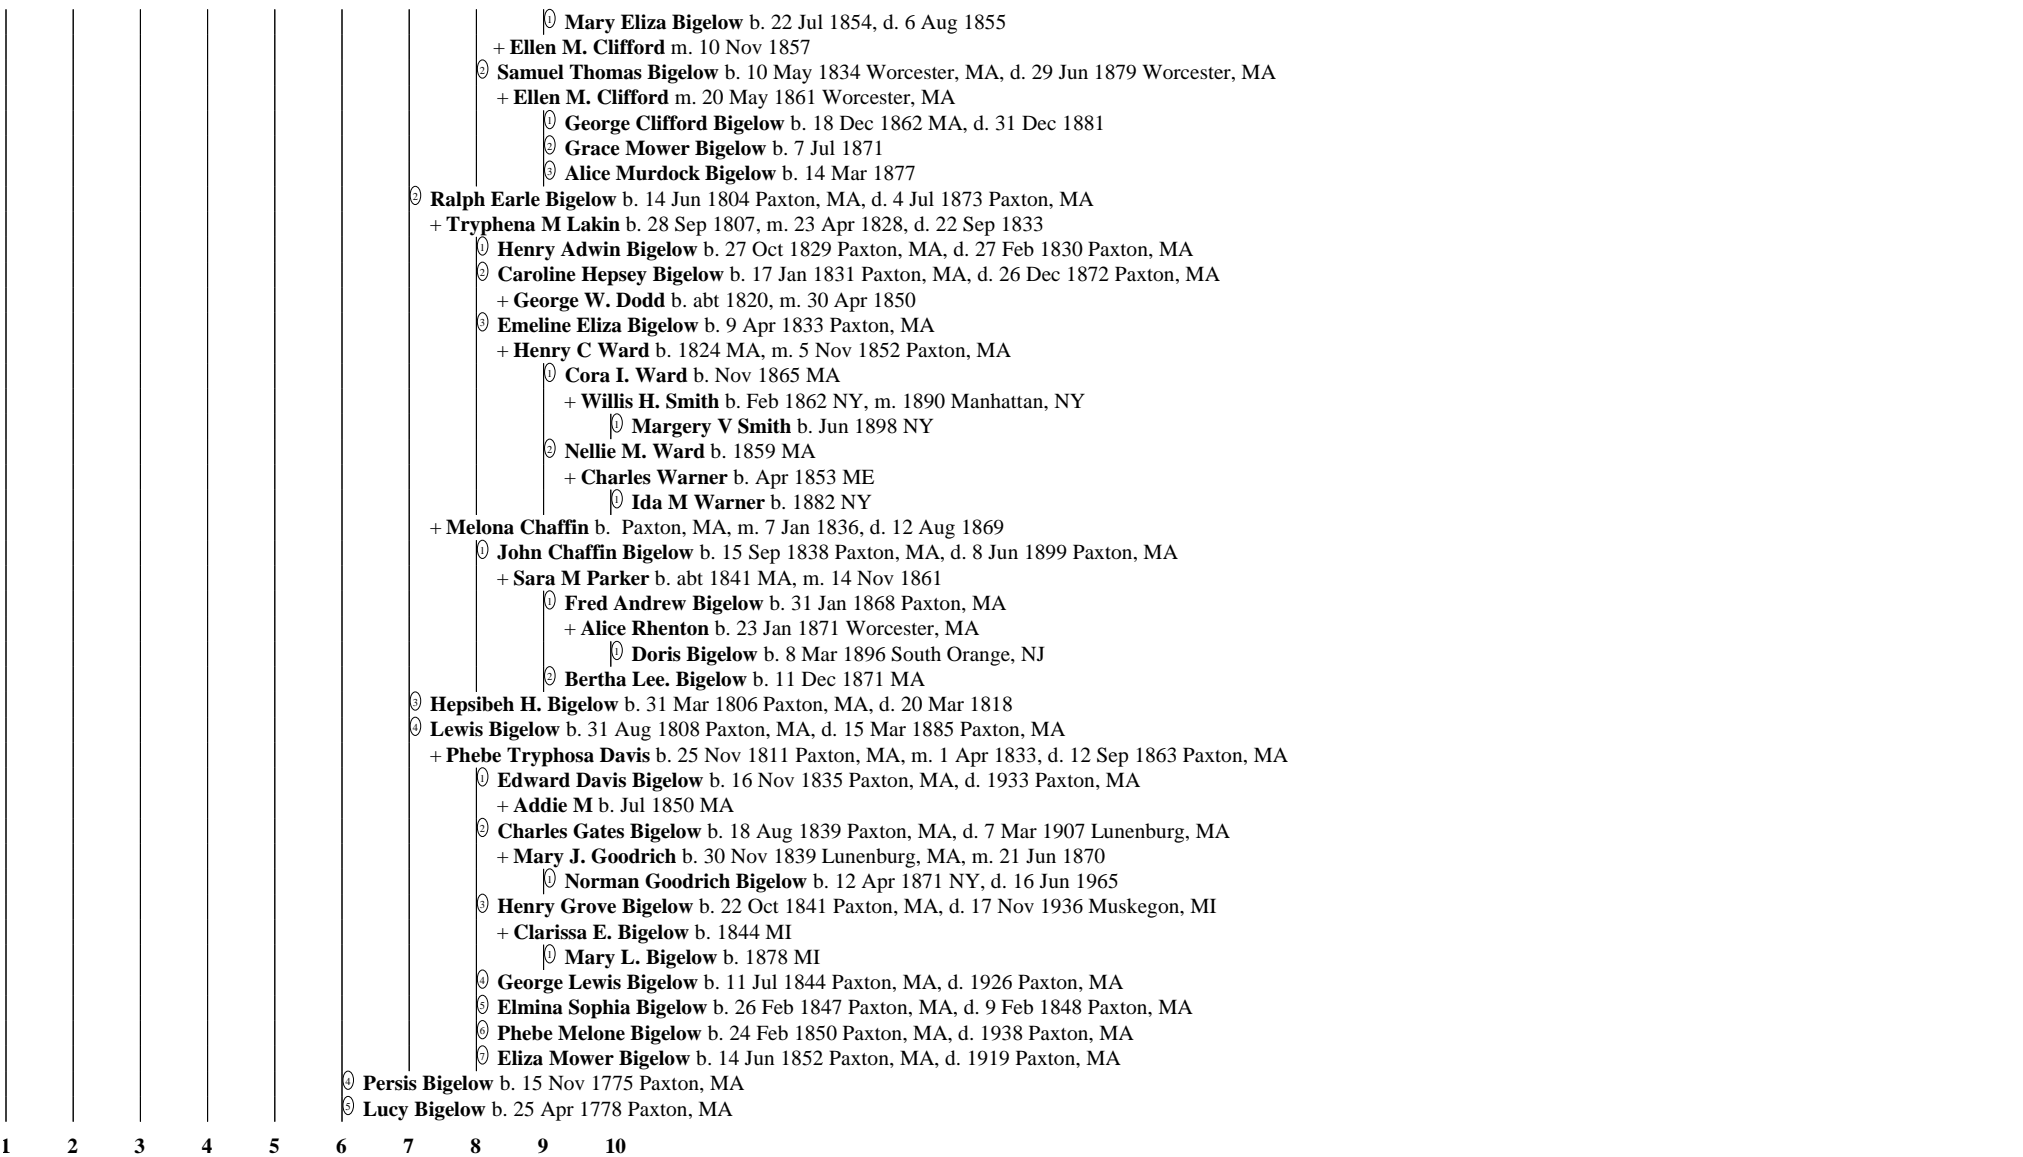 ① Mary Eliza Bigelow b. 22 Jul 1854, d. 6 Aug 1855
+ Ellen M. Clifford m. 10 Nov 1857
② Samuel Thomas Bigelow b. 10 May 1834 Worcester, MA, d. 29 Jun 1879 Worcester, MA
+ Ellen M. Clifford m. 20 May 1861 Worcester, MA
① George Clifford Bigelow b. 18 Dec 1862 MA, d. 31 Dec 1881
② Grace Mower Bigelow b. 7 Jul 1871
③ Alice Murdock Bigelow b. 14 Mar 1877
② Ralph Earle Bigelow b. 14 Jun 1804 Paxton, MA, d. 4 Jul 1873 Paxton, MA
+ Tryphena M Lakin b. 28 Sep 1807, m. 23 Apr 1828, d. 22 Sep 1833
① Henry Adwin Bigelow b. 27 Oct 1829 Paxton, MA, d. 27 Feb 1830 Paxton, MA
② Caroline Hepsey Bigelow b. 17 Jan 1831 Paxton, MA, d. 26 Dec 1872 Paxton, MA
+ George W. Dodd b. abt 1820, m. 30 Apr 1850
③ Emeline Eliza Bigelow b. 9 Apr 1833 Paxton, MA
+ Henry C Ward b. 1824 MA, m. 5 Nov 1852 Paxton, MA
① Cora I. Ward b. Nov 1865 MA
+ Willis H. Smith b. Feb 1862 NY, m. 1890 Manhattan, NY
① Margery V Smith b. Jun 1898 NY
② Nellie M. Ward b. 1859 MA
+ Charles Warner b. Apr 1853 ME
① Ida M Warner b. 1882 NY
+ Melona Chaffin b.  Paxton, MA, m. 7 Jan 1836, d. 12 Aug 1869
① John Chaffin Bigelow b. 15 Sep 1838 Paxton, MA, d. 8 Jun 1899 Paxton, MA
+ Sara M Parker b. abt 1841 MA, m. 14 Nov 1861
① Fred Andrew Bigelow b. 31 Jan 1868 Paxton, MA
+ Alice Rhenton b. 23 Jan 1871 Worcester, MA
① Doris Bigelow b. 8 Mar 1896 South Orange, NJ
② Bertha Lee. Bigelow b. 11 Dec 1871 MA
③ Hepsibeh H. Bigelow b. 31 Mar 1806 Paxton, MA, d. 20 Mar 1818
④ Lewis Bigelow b. 31 Aug 1808 Paxton, MA, d. 15 Mar 1885 Paxton, MA
+ Phebe Tryphosa Davis b. 25 Nov 1811 Paxton, MA, m. 1 Apr 1833, d. 12 Sep 1863 Paxton, MA
① Edward Davis Bigelow b. 16 Nov 1835 Paxton, MA, d. 1933 Paxton, MA
+ Addie M b. Jul 1850 MA
② Charles Gates Bigelow b. 18 Aug 1839 Paxton, MA, d. 7 Mar 1907 Lunenburg, MA
+ Mary J. Goodrich b. 30 Nov 1839 Lunenburg, MA, m. 21 Jun 1870
① Norman Goodrich Bigelow b. 12 Apr 1871 NY, d. 16 Jun 1965
③ Henry Grove Bigelow b. 22 Oct 1841 Paxton, MA, d. 17 Nov 1936 Muskegon, MI
+ Clarissa E. Bigelow b. 1844 MI
① Mary L. Bigelow b. 1878 MI
④ George Lewis Bigelow b. 11 Jul 1844 Paxton, MA, d. 1926 Paxton, MA
⑤ Elmina Sophia Bigelow b. 26 Feb 1847 Paxton, MA, d. 9 Feb 1848 Paxton, MA
⑥ Phebe Melone Bigelow b. 24 Feb 1850 Paxton, MA, d. 1938 Paxton, MA
⑦ Eliza Mower Bigelow b. 14 Jun 1852 Paxton, MA, d. 1919 Paxton, MA
④ Persis Bigelow b. 15 Nov 1775 Paxton, MA
⑤ Lucy Bigelow b. 25 Apr 1778 Paxton, MA
1 2 3 4 5 6 7 8 9 10